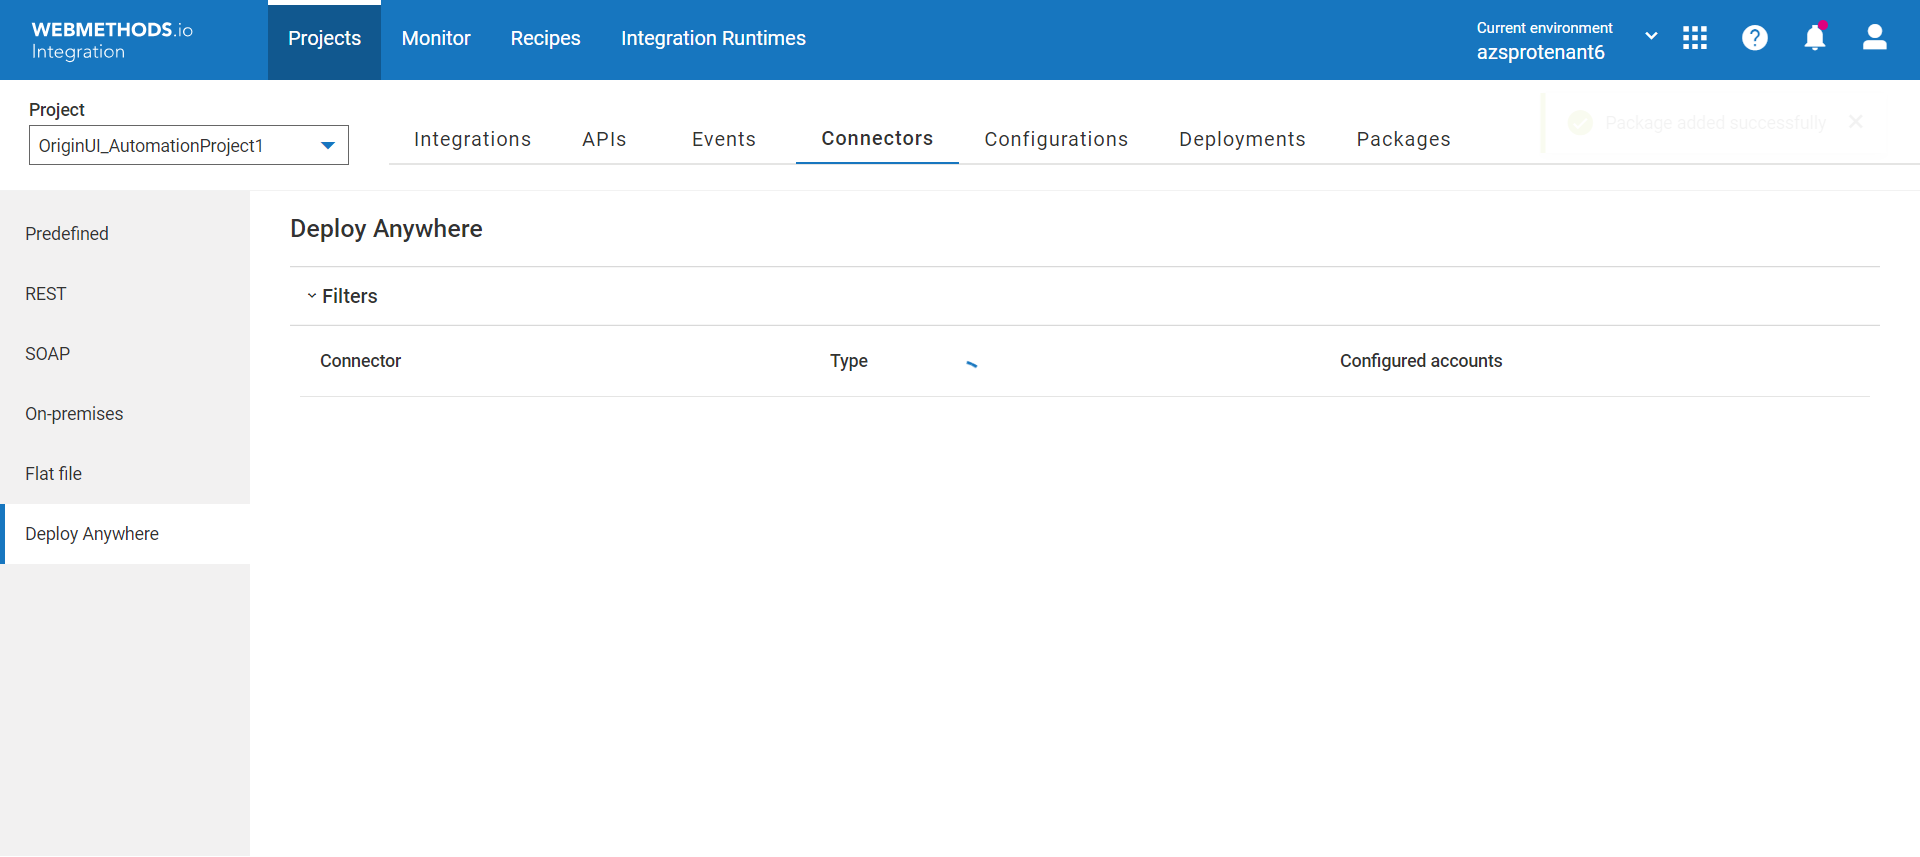 WEBMETHODS.io
Integration
Projects
Monitor
Recipes
Integration Runtimes
Current environment
azsprotenant6
Project
OriginUI_AutomationProject1
Integrations
APIs
Events
Connectors
Configurations
Deployments
Packages
Package added successfully
Predefined
REST
SOAP
On-premises
Flat file
Deploy Anywhere
Deploy Anywhere
Filters
Connector
Type
Configured accounts